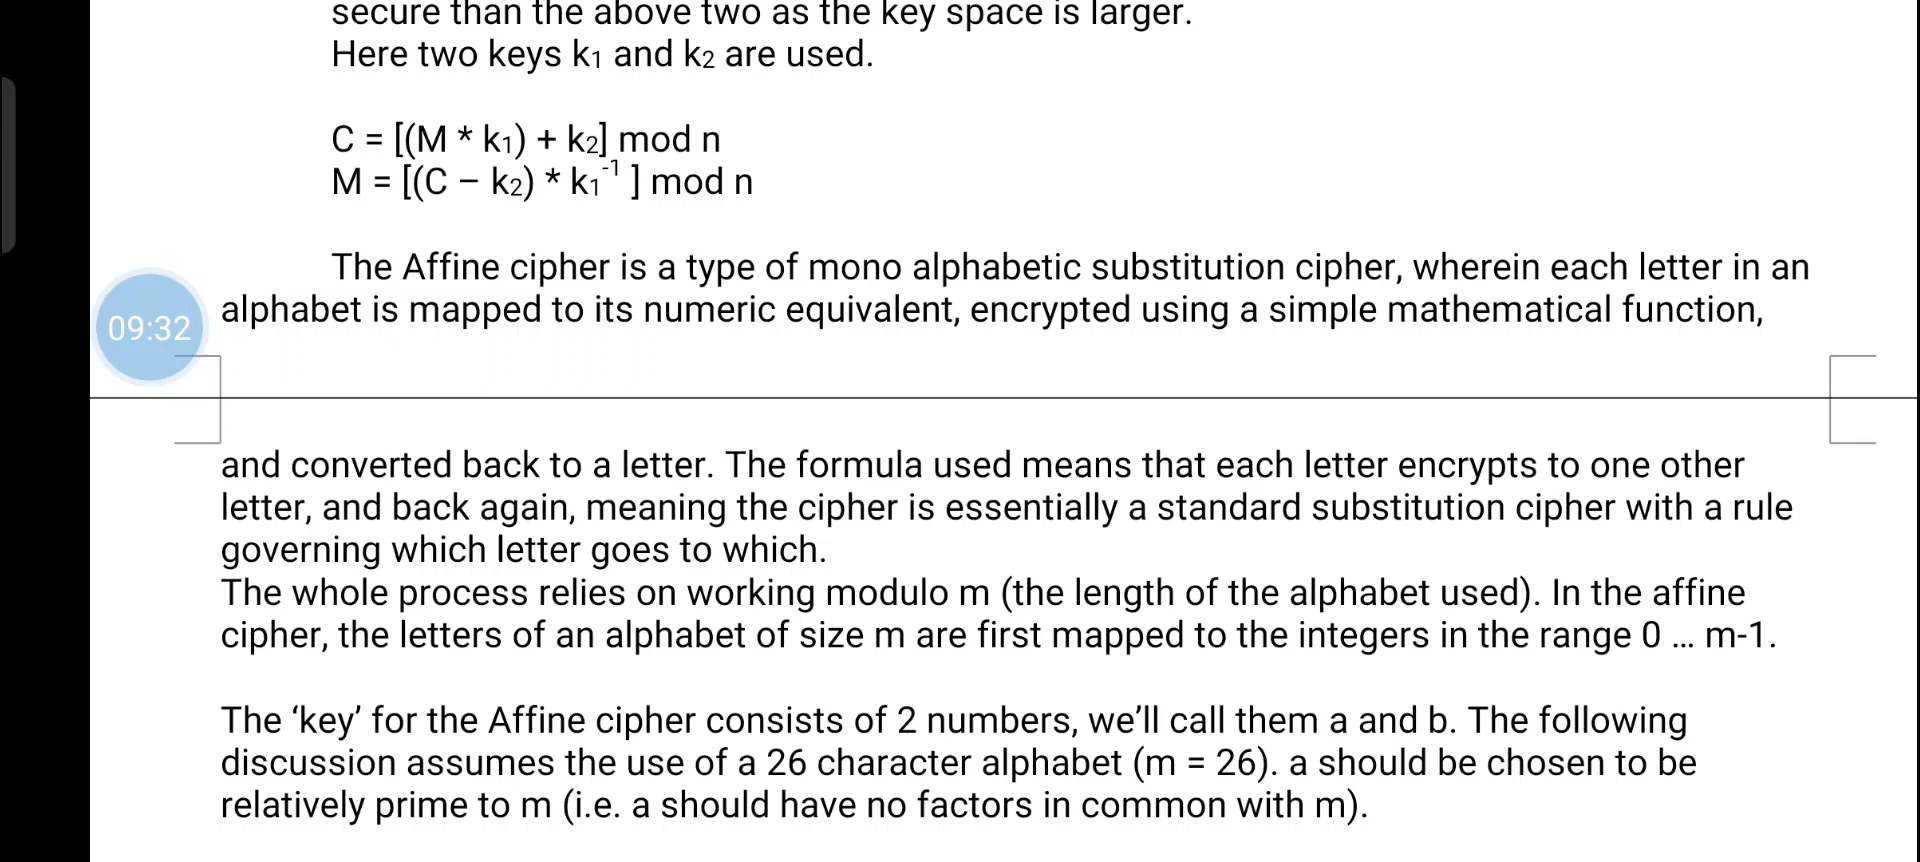 secure than the above two as the key space is larger.
Here two keys k₁ and k₂ are used.
C = [(M * k₁) + k₂] mod n
M = [(C – k₂) * k₁⁻¹ ] mod n
The Affine cipher is a type of mono alphabetic substitution cipher, wherein each letter in an
alphabet is mapped to its numeric equivalent, encrypted using a simple mathematical function,
09:32
and converted back to a letter. The formula used means that each letter encrypts to one other
letter, and back again, meaning the cipher is essentially a standard substitution cipher with a rule
governing which letter goes to which.
The whole process relies on working modulo m (the length of the alphabet used). In the affine
cipher, the letters of an alphabet of size m are first mapped to the integers in the range 0 … m-1.
The ‘key’ for the Affine cipher consists of 2 numbers, we’ll call them a and b. The following
discussion assumes the use of a 26 character alphabet (m = 26). a should be chosen to be
relatively prime to m (i.e. a should have no factors in common with m).